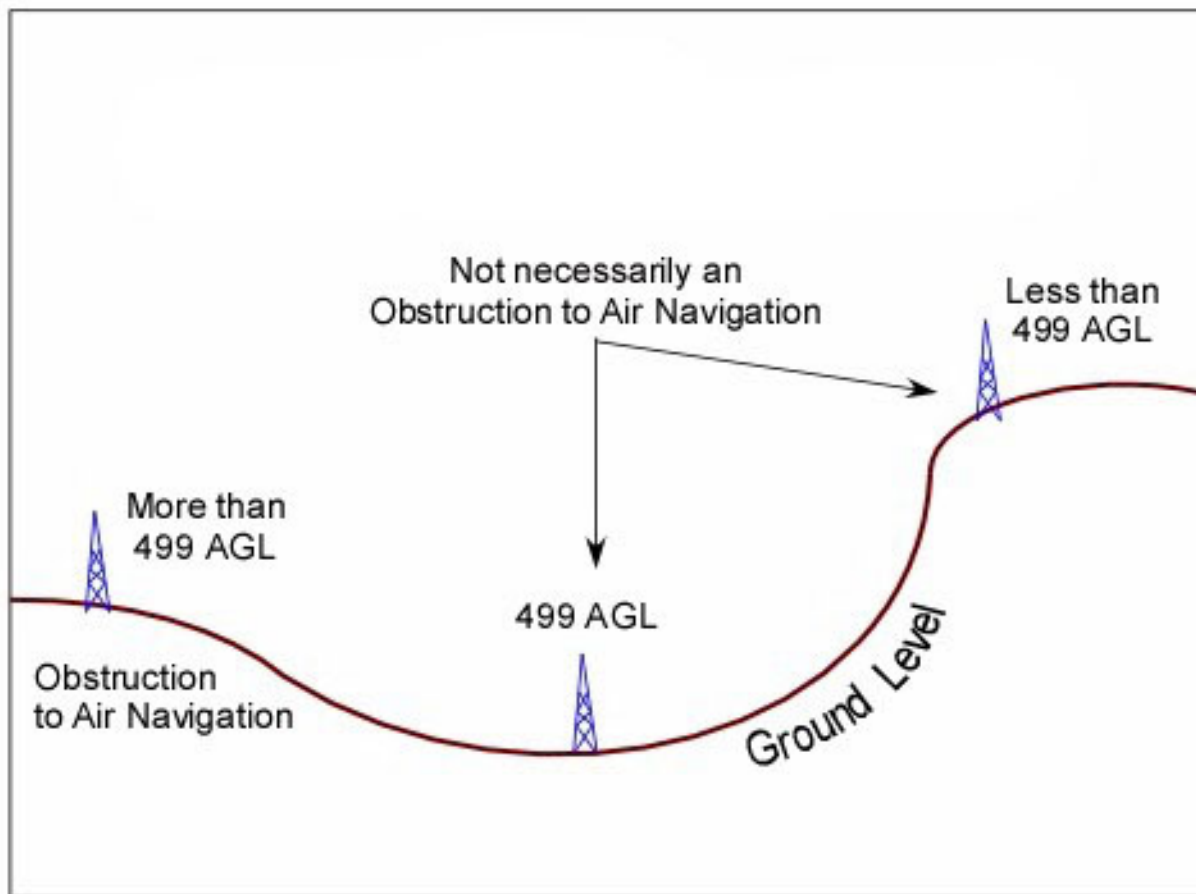 Not necessarily an
Obstruction to Air Navigation
Less than
499 AGL
More than
499 AGL
499 AGL
Obstruction
to Air Navigation
Ground Level